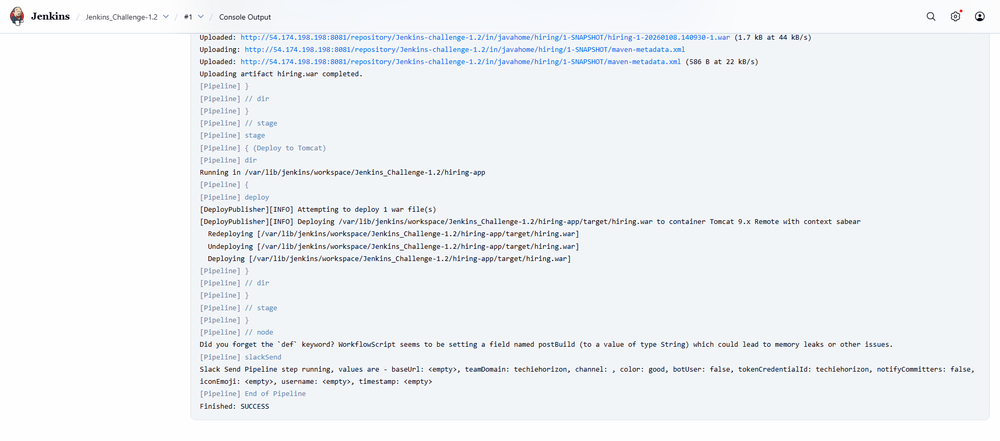 Jenkins / Jenkins_Challenge-1.2 / #1 / Console Output
Uploaded: http://54.174.198.198:8081/repository/Jenkins-challenge-1.2/in/javahome/hiring/1-SNAPSHOT/hiring-1-20260108.140930-1.war (1.7 kB at 44 kB/s)
Uploading: http://54.174.198.198:8081/repository/Jenkins-challenge-1.2/in/javahome/hiring/1-SNAPSHOT/maven-metadata.xml
Uploaded: http://54.174.198.198:8081/repository/Jenkins-challenge-1.2/in/javahome/hiring/1-SNAPSHOT/maven-metadata.xml (586 B at 22 kB/s)
Uploading artifact hiring.war completed.
[Pipeline] }
[Pipeline] // dir
[Pipeline] }
[Pipeline] // stage
[Pipeline] stage
[Pipeline] { (Deploy to Tomcat)
[Pipeline] dir
Running in /var/lib/jenkins/workspace/Jenkins_Challenge-1.2/hiring-app
[Pipeline] {
[Pipeline] deploy
[DeployPublisher][INFO] Attempting to deploy 1 war file(s)
[DeployPublisher][INFO] Deploying /var/lib/jenkins/workspace/Jenkins_Challenge-1.2/hiring-app/target/hiring.war to container Tomcat 9.x Remote with context sabear
Redeploying [/var/lib/jenkins/workspace/Jenkins_Challenge-1.2/hiring-app/target/hiring.war]
Undeploying [/var/lib/jenkins/workspace/Jenkins_Challenge-1.2/hiring-app/target/hiring.war]
Deploying [/var/lib/jenkins/workspace/Jenkins_Challenge-1.2/hiring-app/target/hiring.war]
[Pipeline] }
[Pipeline] // dir
[Pipeline] }
[Pipeline] // stage
[Pipeline] }
[Pipeline] // node
Did you forget the `def` keyword? WorkflowScript seems to be setting a field named postBuild (to a value of type String) which could lead to memory leaks or other issues.
[Pipeline] slackSend
Slack Send Pipeline step running, values are - baseUrl: <empty>, teamDomain: techiehorizon, channel: , color: good, botUser: false, tokenCredentialId: techiehorizon, notifyCommitters: false,
iconEmoji: <empty>, username: <empty>, timestamp: <empty>
[Pipeline] End of Pipeline
Finished: SUCCESS